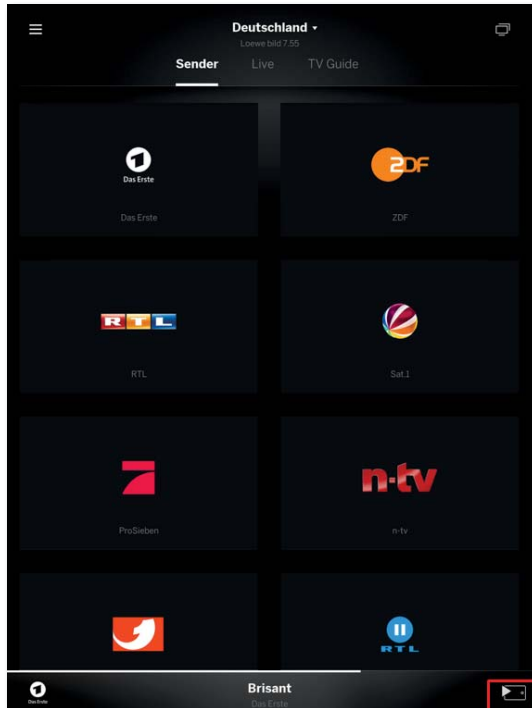 Deutschland
Loewe bild 7.55
Sender Live TV Guide
Das Erste
Das Erste
ZDF
ZDF
RTL
RTL
Sat.1
ProSieben
n-tv
n-tv
RTL
Das Erste
Brisant
Das Erste